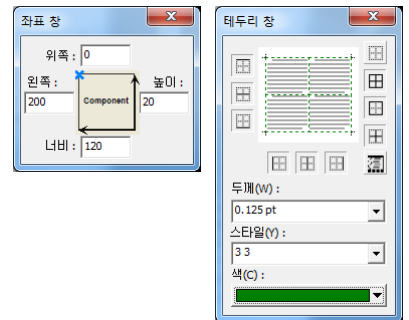 좌표 창
위쪽 : 0
왼쪽 :
높이 :
200
Component
20
너비 : 120
테두리 창
두께(W) :
0.125 pt
스타일(Y) :
3 3
색(C) :